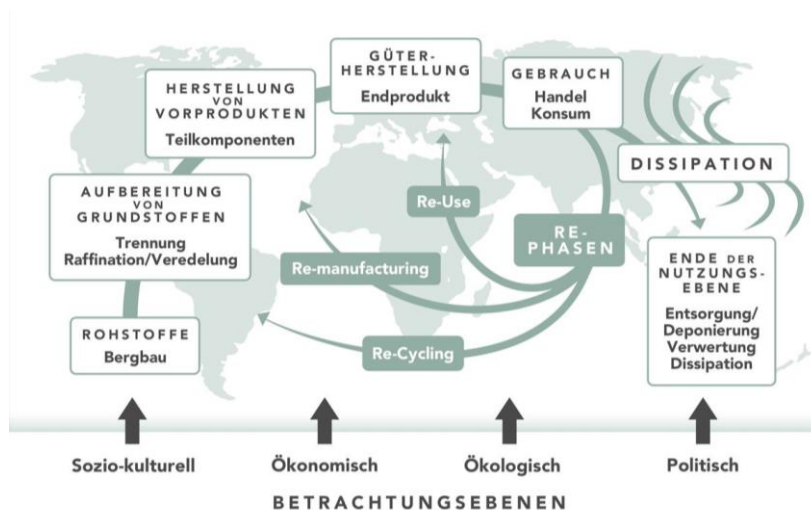 ROHSTOFFE
Bergbau
AUFBEREITUNG
VON
GRUNDSTOFFEN
Trennung
Raffination/Veredelung
HERSTELLUNG
VON
VORPRODUKTEN
Teilkomponenten
GÜTER-
HERSTELLUNG
Endprodukt
GEBRAUCH
Handel
Konsum
DISSIPATION
RE-
PHASEN
Re-Use
Re-manufacturing
Re-Cycling
ENDE DER
NUTZUNGS-
EBENE
Entsorgung/
Deponierung
Verwertung
Dissipation
Sozio-kulturell
Ökonomisch
Ökologisch
Politisch
BETRACHTUNGSEBENEN